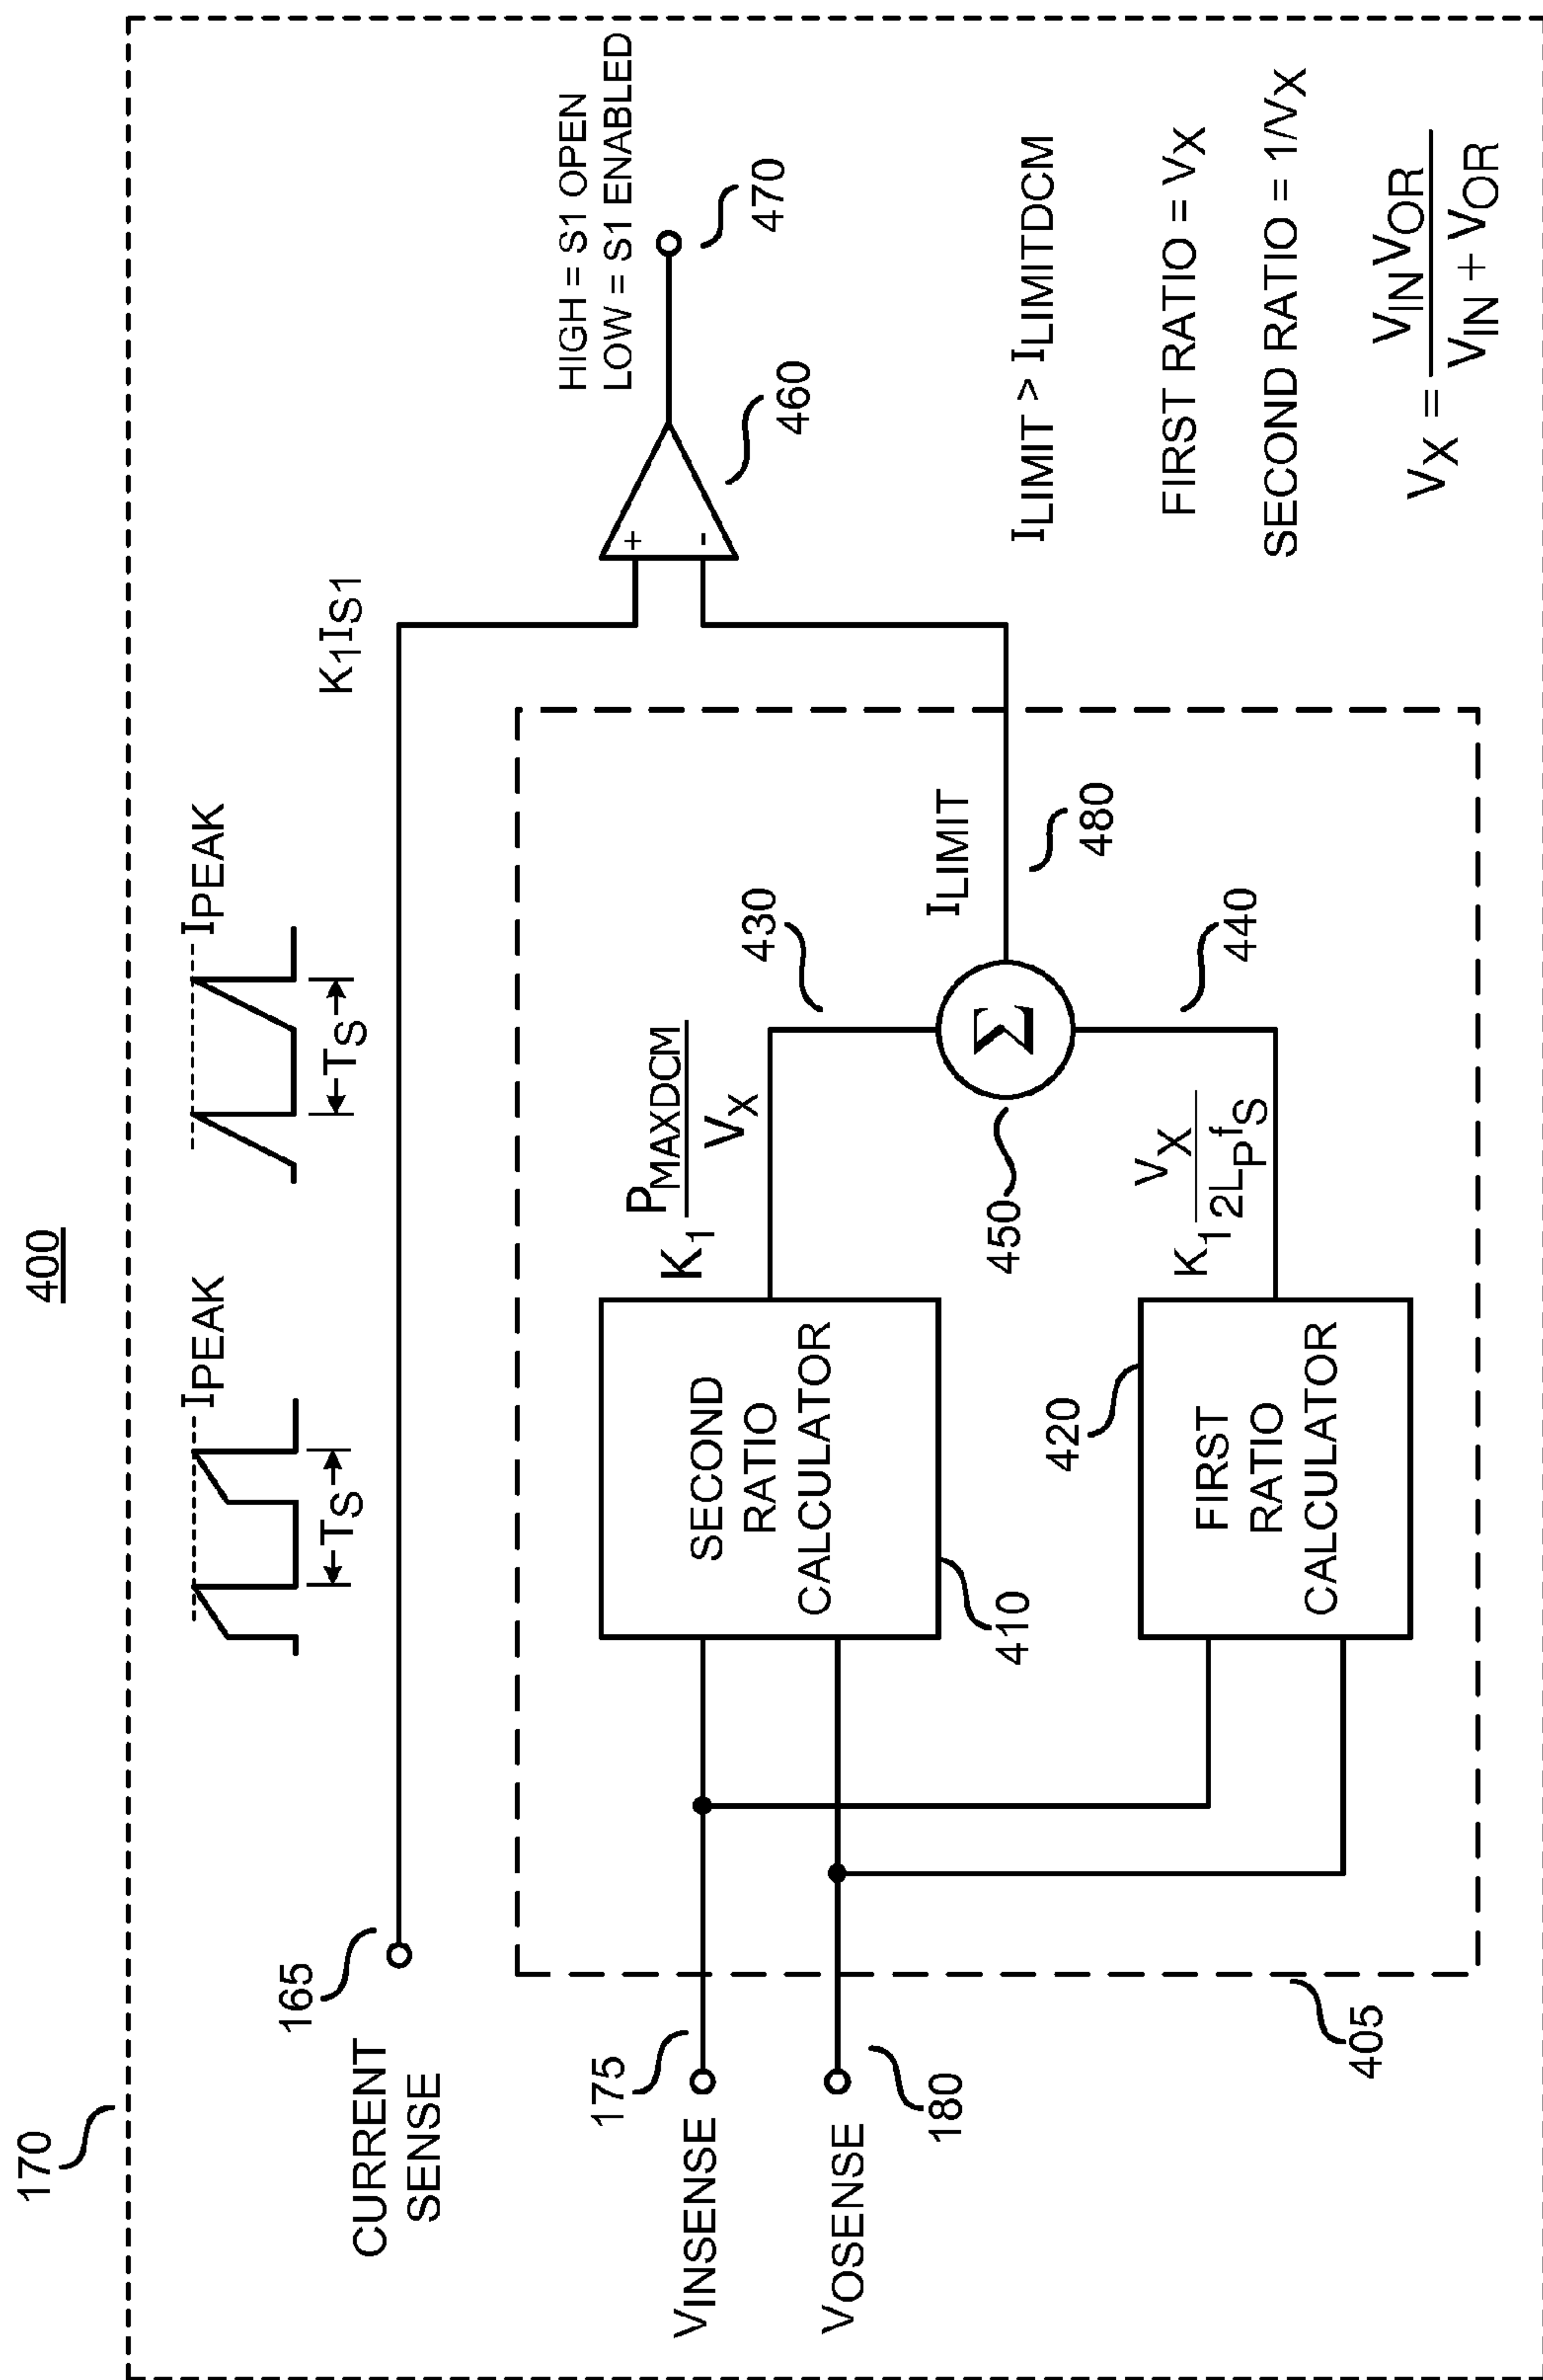 400
170
IPEAK
TS
IPEAK
TS
K1IS1
165
CURRENT
SENSE
HIGH = S1 OPEN
LOW = S1 ENABLED
470
460
+
-
175
VINSENSE
180
VOSENSE
405
SECOND
RATIO
CALCULATOR
410
K1 PMAXDCM
VX
430
ILIMIT
480
Σ
450
440
K1 VX
2LPfS
420
FIRST
RATIO
CALCULATOR
ILIMIT > ILIMITDCM
FIRST RATIO = VX
SECOND RATIO = 1/VX
VX = VINVOR
VIN + VOR